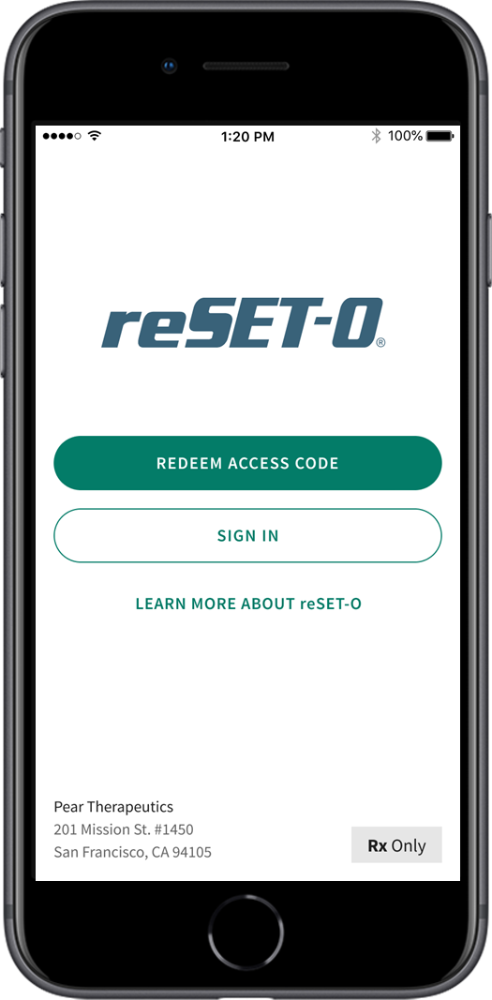 1:20 PM
100%
reSET-O®
REDEEM ACCESS CODE
SIGN IN
LEARN MORE ABOUT reSET-O
Pear Therapeutics
201 Mission St. #1450
San Francisco, CA 94105
Rx Only